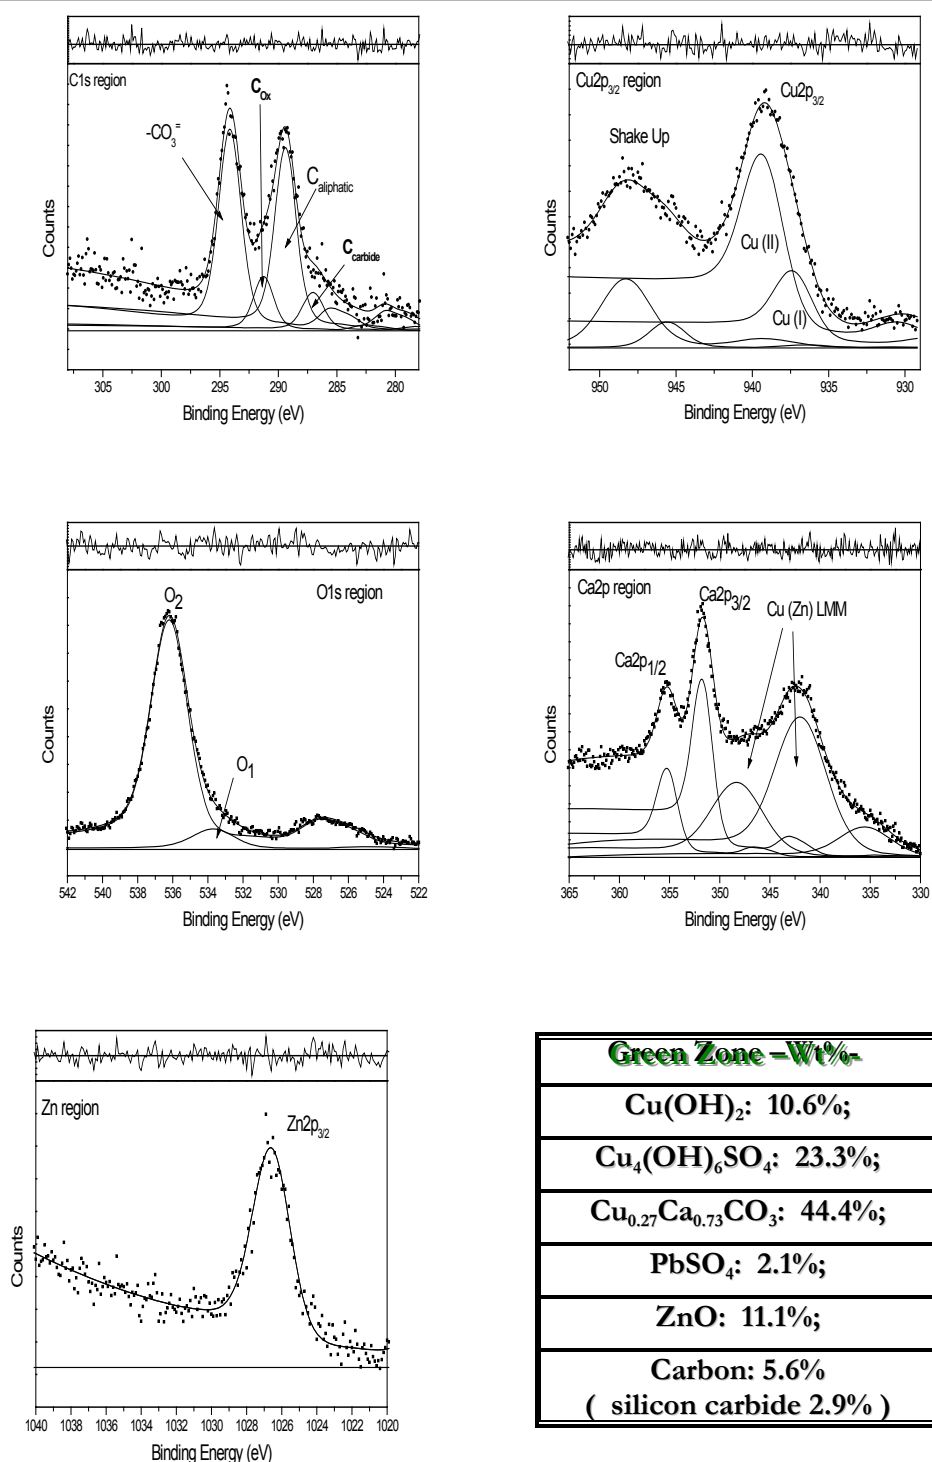 C1s region
-CO₃⁼
C_Ox
C_aliphatic
C_carbide
Counts
305 300 295 290 285 280
Binding Energy (eV)
Cu2p₃/₂ region
Cu2p₃/₂
Shake Up
Cu (II)
Cu (I)
Counts
950 945 940 935 930
Binding Energy (eV)
O1s region
O₂
O₁
Counts
542 540 538 536 534 532 530 528 526 524 522
Binding Energy (eV)
Ca2p region
Ca2p₃/₂
Cu (Zn) LMM
Ca2p₁/₂
Counts
365 360 355 350 345 340 335 330
Binding Energy (eV)
Zn region
Zn2p₃/₂
Counts
1040 1038 1036 1034 1032 1030 1028 1026 1024 1022 1020
Binding Energy (eV)
Green Zone –Wt%-
Cu(OH)₂: 10.6%;
Cu₄(OH)₆SO₄: 23.3%;
Cu₀.₂₇Ca₀.₇₃CO₃: 44.4%;
PbSO₄: 2.1%;
ZnO: 11.1%;
Carbon: 5.6%
( silicon carbide 2.9% )